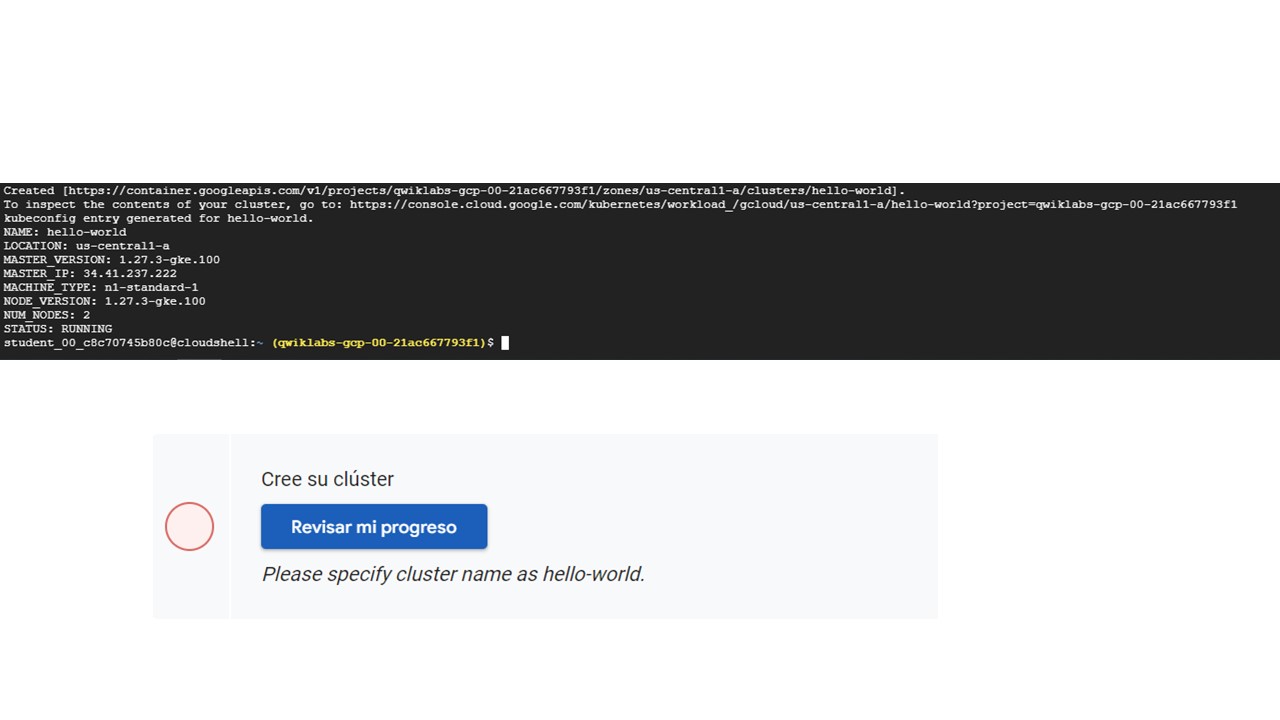 Created [https://container.googleapis.com/v1/projects/qwiklabs-gcp-00-21ac667793f1/zones/us-central1-a/clusters/hello-world].
To inspect the contents of your cluster, go to: https://console.cloud.google.com/kubernetes/workload_/gcloud/us-central1-a/hello-world?project=qwiklabs-gcp-00-21ac667793f1
kubeconfig entry generated for hello-world.
NAME: hello-world
LOCATION: us-central1-a
MASTER_VERSION: 1.27.3-gke.100
MASTER_IP: 34.41.237.222
MACHINE_TYPE: n1-standard-1
NODE_VERSION: 1.27.3-gke.100
NUM_NODES: 2
STATUS: RUNNING
student_00_c8c70745b80c@cloudshell:~ (qwiklabs-gcp-00-21ac667793f1)$
Cree su clúster
Revisar mi progreso
Please specify cluster name as hello-world.